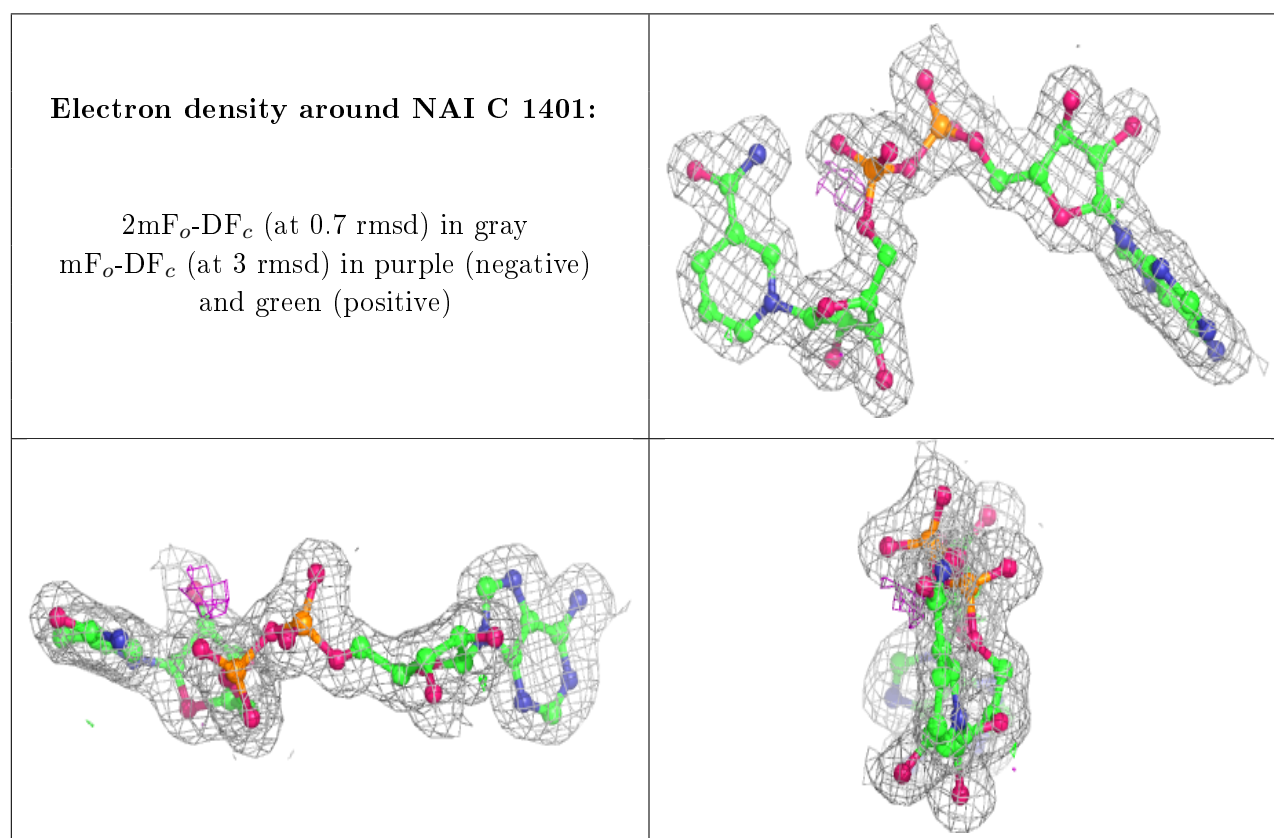 Electron density around NAI C 1401:
2mFo-DFc (at 0.7 rmsd) in gray
mFo-DFc (at 3 rmsd) in purple (negative)
and green (positive)